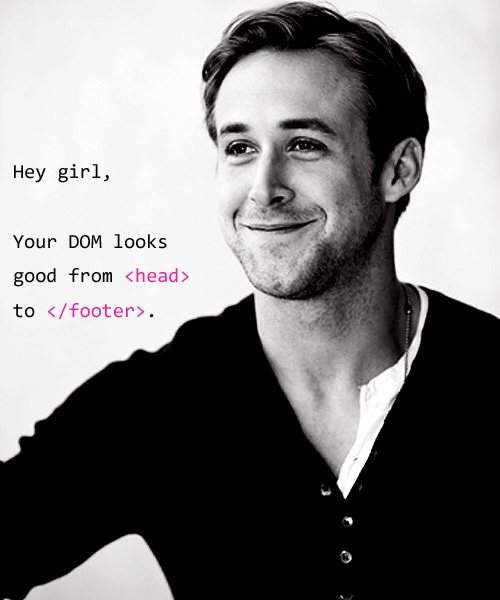 Hey girl,
Your DOM looks
good from <head>
to </footer>.